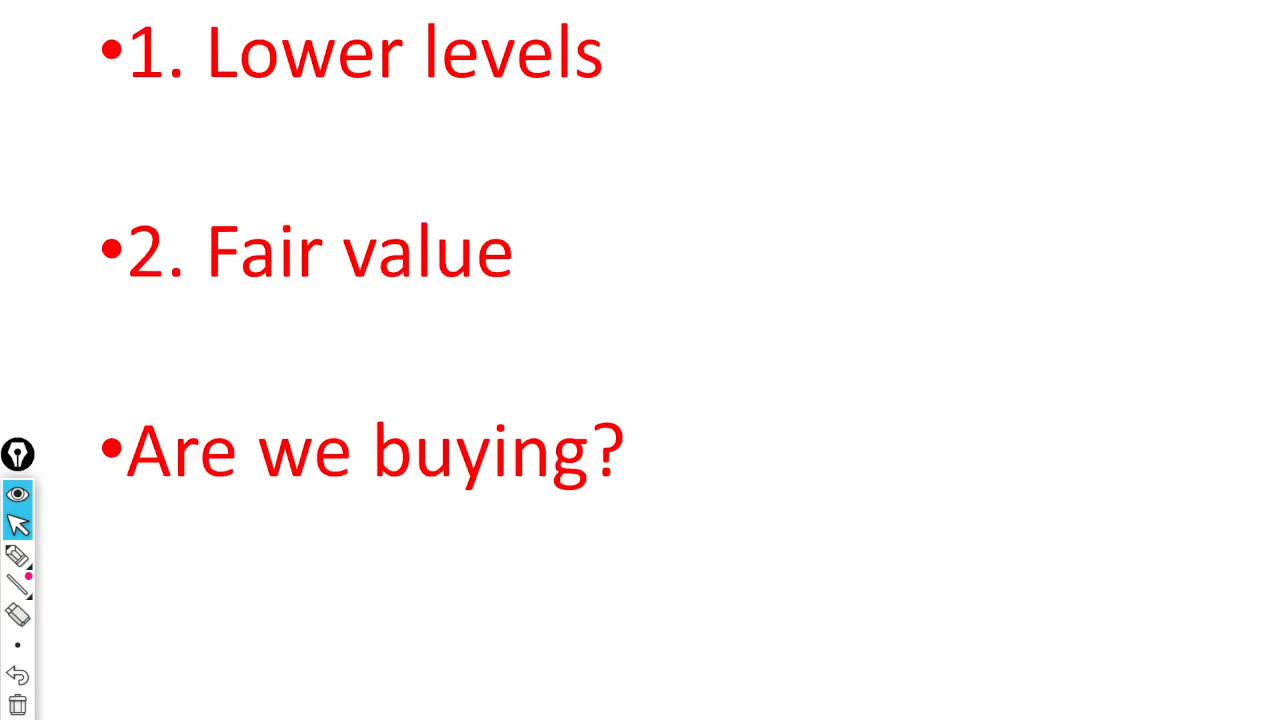 •1. Lower levels
•2. Fair value
•Are we buying?